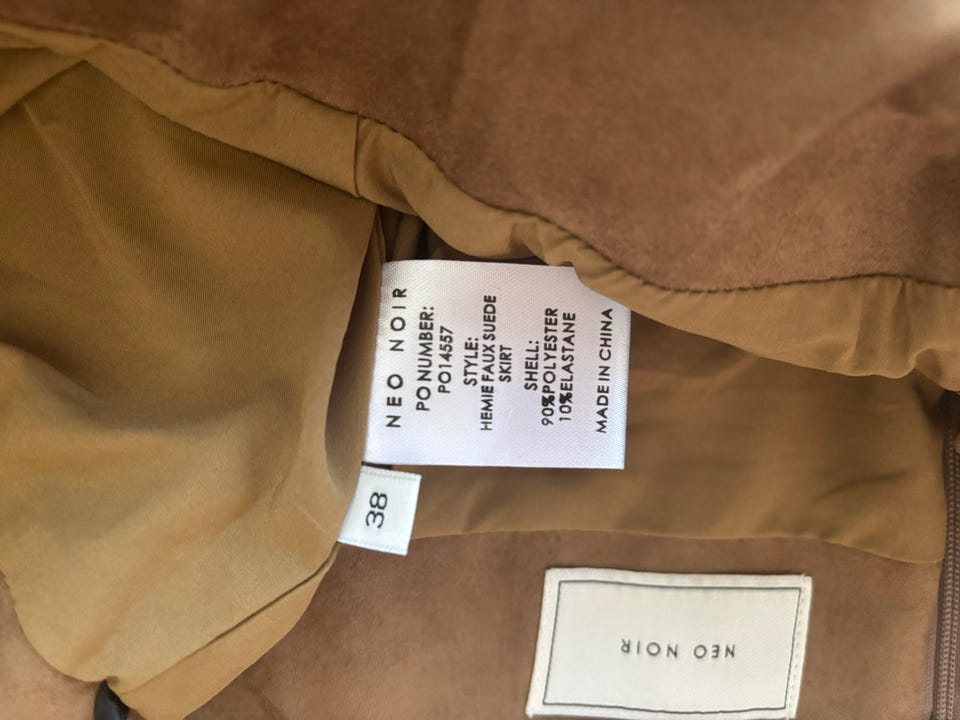 NEO NOIR
PO NUMBER:
PO14557
STYLE:
HEMIE FAUX SUEDE
SKIRT
SHELL:
90%POLYESTER
10%ELASTANE
MADE IN CHINA
38
NEO NOIR